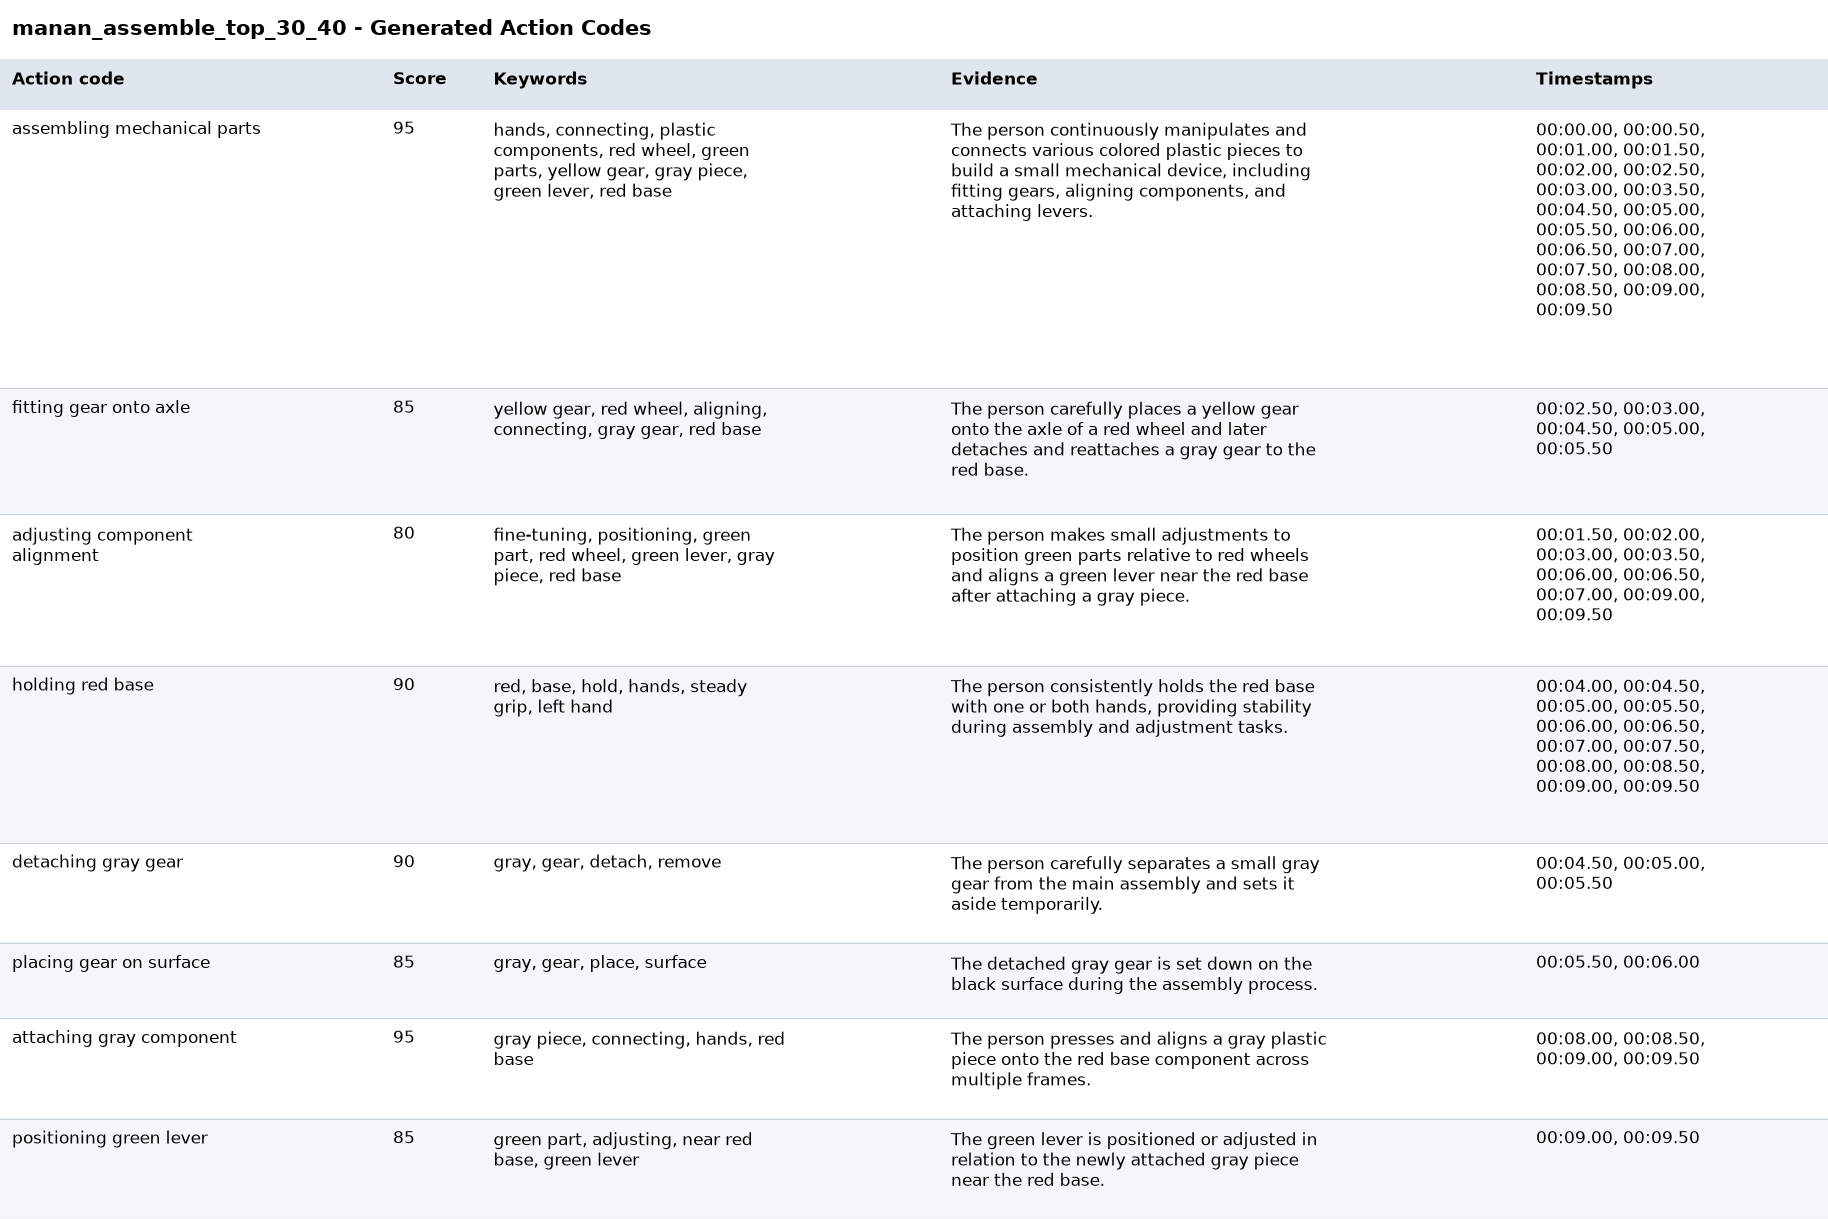 manan_assemble_top_30_40 - Generated Action Codes
Action code Score Keywords Evidence Timestamps
assembling mechanical parts 95
hands, connecting, plastic
components, red wheel, green
parts, yellow gear, gray piece,
green lever, red base
The person continuously manipulates and
connects various colored plastic pieces to
build a small mechanical device, including
fitting gears, aligning components, and
attaching levers.
00:00.00, 00:00.50,
00:01.00, 00:01.50,
00:02.00, 00:02.50,
00:03.00, 00:03.50,
00:04.50, 00:05.00,
00:05.50, 00:06.00,
00:06.50, 00:07.00,
00:07.50, 00:08.00,
00:08.50, 00:09.00,
00:09.50
fitting gear onto axle 85
yellow gear, red wheel, aligning,
connecting, gray gear, red base
The person carefully places a yellow gear
onto the axle of a red wheel and later
detaches and reattaches a gray gear to the
red base.
00:02.50, 00:03.00,
00:04.50, 00:05.00,
00:05.50
adjusting component
alignment
80
fine-tuning, positioning, green
part, red wheel, green lever, gray
piece, red base
The person makes small adjustments to
position green parts relative to red wheels
and aligns a green lever near the red base
after attaching a gray piece.
00:01.50, 00:02.00,
00:03.00, 00:03.50,
00:06.00, 00:06.50,
00:07.00, 00:09.00,
00:09.50
holding red base 90
red, base, hold, hands, steady
grip, left hand
The person consistently holds the red base
with one or both hands, providing stability
during assembly and adjustment tasks.
00:04.00, 00:04.50,
00:05.00, 00:05.50,
00:06.00, 00:06.50,
00:07.00, 00:07.50,
00:08.00, 00:08.50,
00:09.00, 00:09.50
detaching gray gear 90
gray, gear, detach, remove
The person carefully separates a small gray
gear from the main assembly and sets it
aside temporarily.
00:04.50, 00:05.00,
00:05.50
placing gear on surface 85
gray, gear, place, surface
The detached gray gear is set down on the
black surface during the assembly process.
00:05.50, 00:06.00
attaching gray component 95
gray piece, connecting, hands, red
base
The person presses and aligns a gray plastic
piece onto the red base component across
multiple frames.
00:08.00, 00:08.50,
00:09.00, 00:09.50
positioning green lever 85
green part, adjusting, near red
base, green lever
The green lever is positioned or adjusted in
relation to the newly attached gray piece
near the red base.
00:09.00, 00:09.50